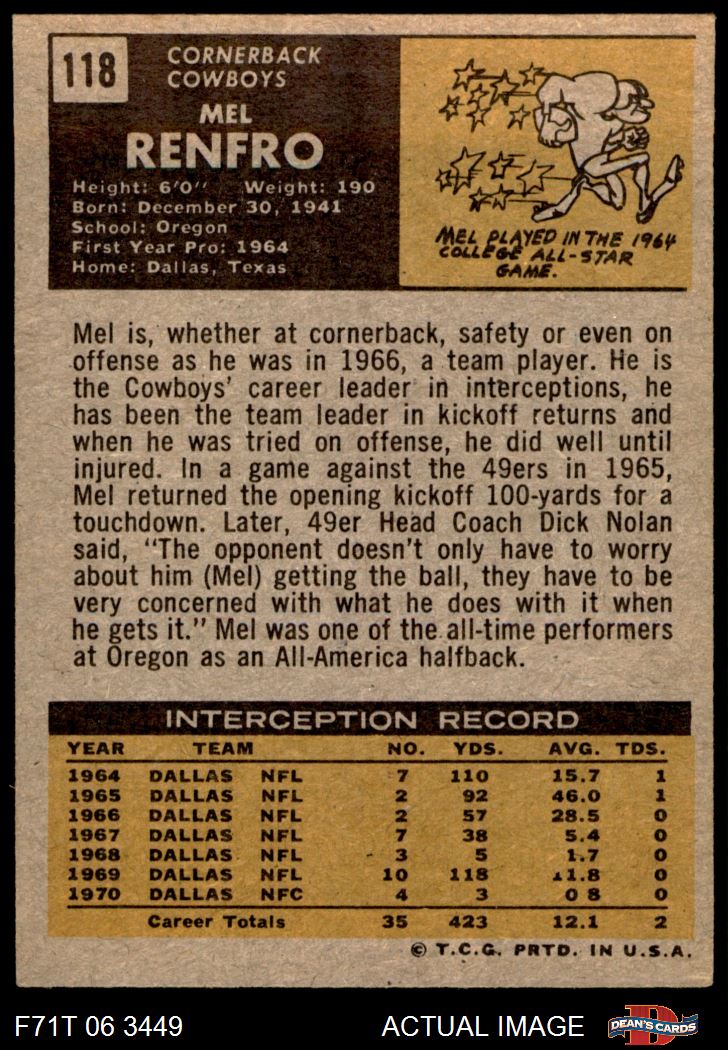 118
CORNERBACK
COWBOYS
MEL
RENFRO
Height: 6'0" Weight: 190
Born: December 30, 1941
School: Oregon
First Year Pro: 1964
Home: Dallas, Texas
MEL PLAYED IN THE 1964
COLLEGE ALL-STAR
GAME.
Mel is, whether at cornerback, safety or even on
offense as he was in 1966, a team player. He is
the Cowboys' career leader in interceptions, he
has been the team leader in kickoff returns and
when he was tried on offense, he did well until
injured. In a game against the 49ers in 1965,
Mel returned the opening kickoff 100-yards for a
touchdown. Later, 49er Head Coach Dick Nolan
said, "The opponent doesn't only have to worry
about him (Mel) getting the ball, they have to be
very concerned with what he does with it when
he gets it." Mel was one of the all-time performers
at Oregon as an All-America halfback.
INTERCEPTION RECORD
YEAR TEAM NO. YDS. AVG. TDS.
1964 DALLAS NFL 7 110 15.7 1
1965 DALLAS NFL 2 92 46.0 1
1966 DALLAS NFL 2 57 28.5 0
1967 DALLAS NFL 7 38 5.4 0
1968 DALLAS NFL 3 5 1.7 0
1969 DALLAS NFL 10 118 11.8 0
1970 DALLAS NFC 4 3 0 8 0
Career Totals 35 423 12.1 2
© T.C.G. PRTD. IN U.S.A.
F71T 06 3449 ACTUAL IMAGE D DEAN'S CARDS